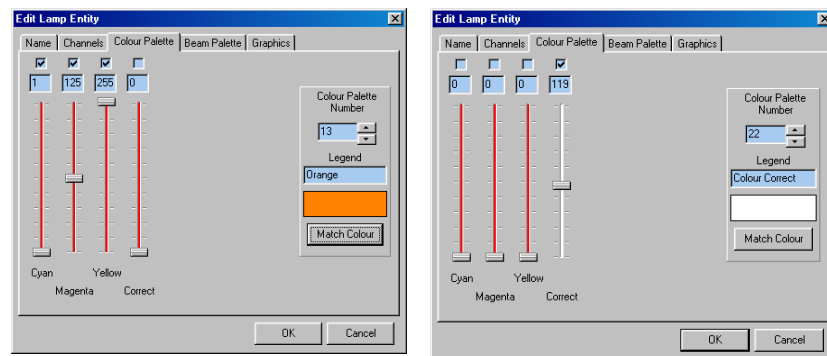 Edit Lamp Entity
Name Channels Colour Palette Beam Palette Graphics
1 125 255 0
Colour Palette
Number
13
Legend
Orange
Match Colour
Cyan Yellow
Magenta Correct
OK Cancel
Edit Lamp Entity
Name Channels Colour Palette Beam Palette Graphics
0 0 0 119
Colour Palette
Number
22
Legend
Colour Correct
Match Colour
Cyan Yellow
Magenta Correct
OK Cancel